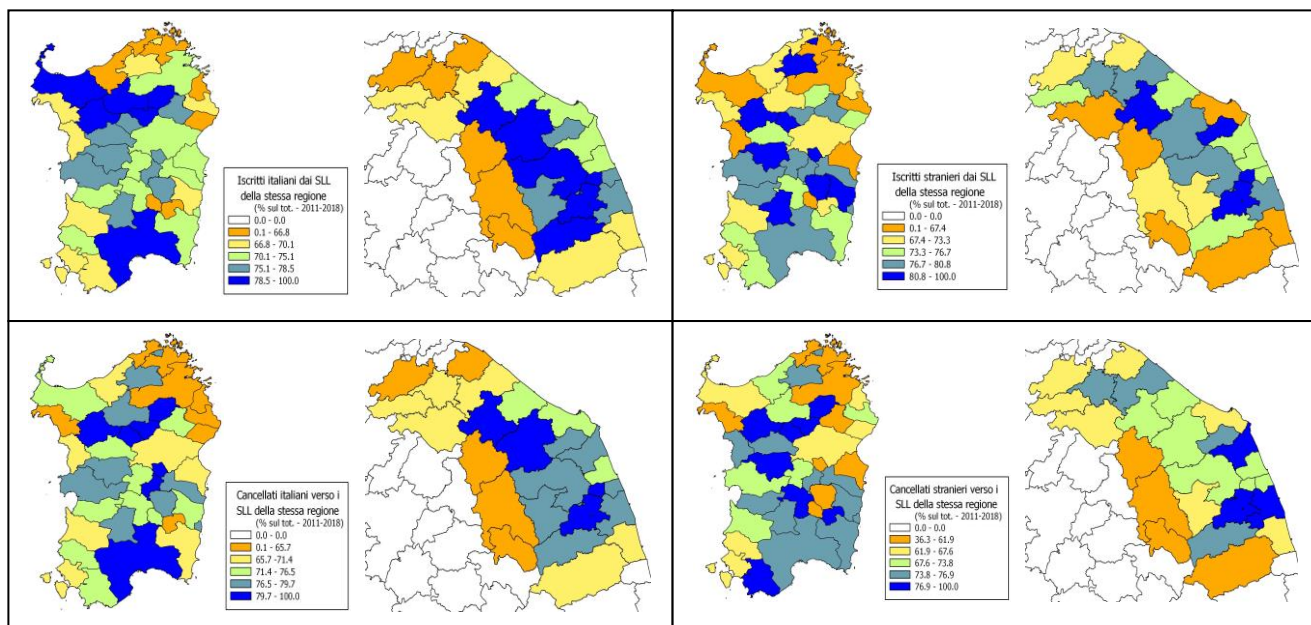 Iscritti italiani dai SLL
della stessa regione
(% sul tot. - 2011-2018)
0.0 - 0.0
0.1 - 66.8
66.8 - 70.1
70.1 - 75.1
75.1 - 78.5
78.5 - 100.0
Iscritti stranieri dai SLL
della stessa regione
(% sul tot. - 2011-2018)
0.0 - 0.0
0.1 - 67.4
67.4 - 73.3
73.3 - 76.7
76.7 - 80.8
80.8 - 100.0
Cancellati italiani verso i
SLL della stessa regione
(% sul tot. - 2011-2018)
0.0 - 0.0
0.1 - 65.7
65.7 - 71.4
71.4 - 76.5
76.5 - 79.7
79.7 - 100.0
Cancellati stranieri verso i
SLL della stessa regione
(% sul tot. - 2011-2018)
0.0 - 0.0
36.3 - 61.9
61.9 - 67.6
67.6 - 73.8
73.8 - 76.9
76.9 - 100.0